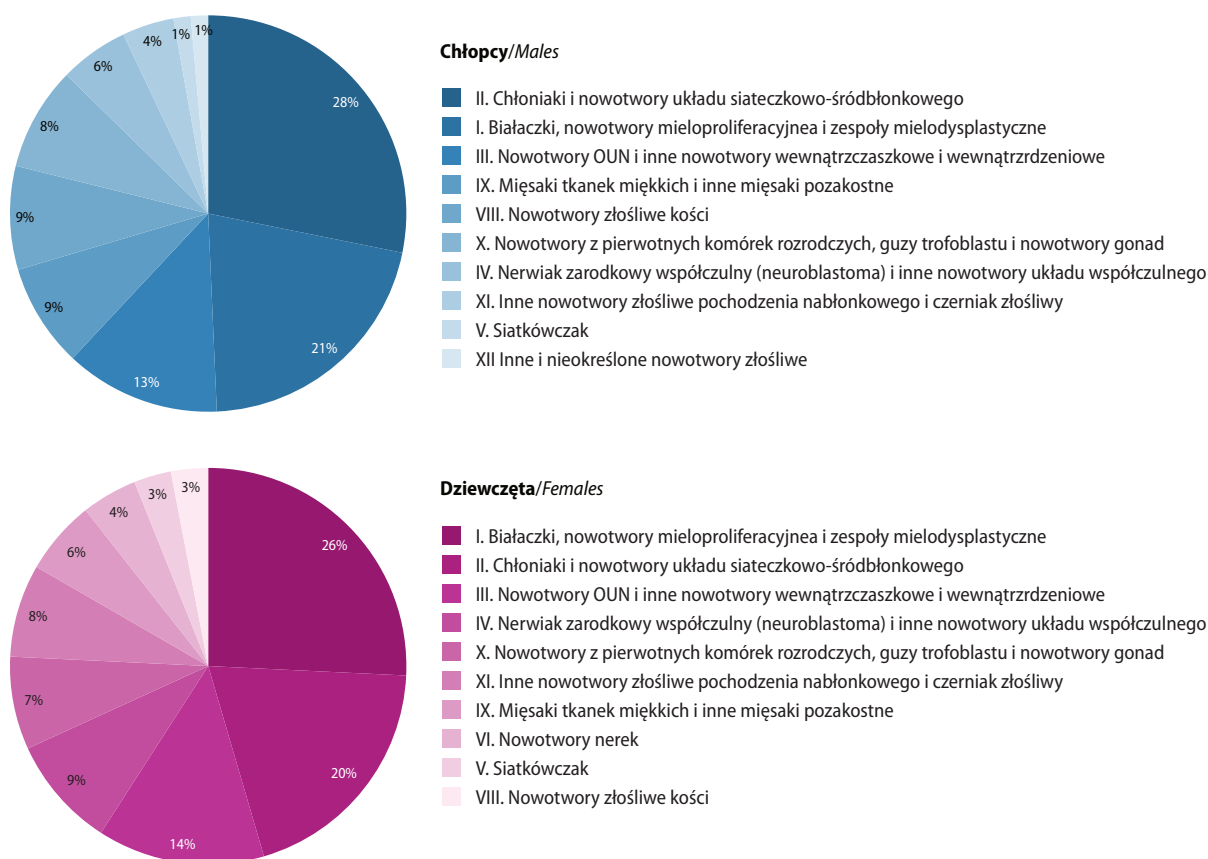 Chłopcy/Males
II. Chłoniaki i nowotwory układu siateczkowo-śródbłonkowego
I. Białaczki, nowotwory mieloproliferacyjnea i zespoły mielodysplastyczne
III. Nowotwory OUN i inne nowotwory wewnątrzczaszkowe i wewnątrzrdzeniowe
IX. Mięsaki tkanek miękkich i inne mięsaki pozakostne
VIII. Nowotwory złośliwe kości
X. Nowotwory z pierwotnych komórek rozrodczych, guzy trofoblastu i nowotwory gonad
IV. Nerwiak zarodkowy współczulny (neuroblastoma) i inne nowotwory układu współczulnego
XI. Inne nowotwory złośliwe pochodzenia nabłonkowego i czerniak złośliwy
V. Siatkówczak
XII Inne i nieokreślone nowotwory złośliwe
28%
21%
13%
9%
9%
8%
6%
4%
1%
1%
Dziewczęta/Females
I. Białaczki, nowotwory mieloproliferacyjnea i zespoły mielodysplastyczne
II. Chłoniaki i nowotwory układu siateczkowo-śródbłonkowego
III. Nowotwory OUN i inne nowotwory wewnątrzczaszkowe i wewnątrzrdzeniowe
IV. Nerwiak zarodkowy współczulny (neuroblastoma) i inne nowotwory układu współczulnego
X. Nowotwory z pierwotnych komórek rozrodczych, guzy trofoblastu i nowotwory gonad
XI. Inne nowotwory złośliwe pochodzenia nabłonkowego i czerniak złośliwy
IX. Mięsaki tkanek miękkich i inne mięsaki pozakostne
VI. Nowotwory nerek
V. Siatkówczak
VIII. Nowotwory złośliwe kości
26%
20%
14%
9%
7%
8%
6%
4%
3%
3%